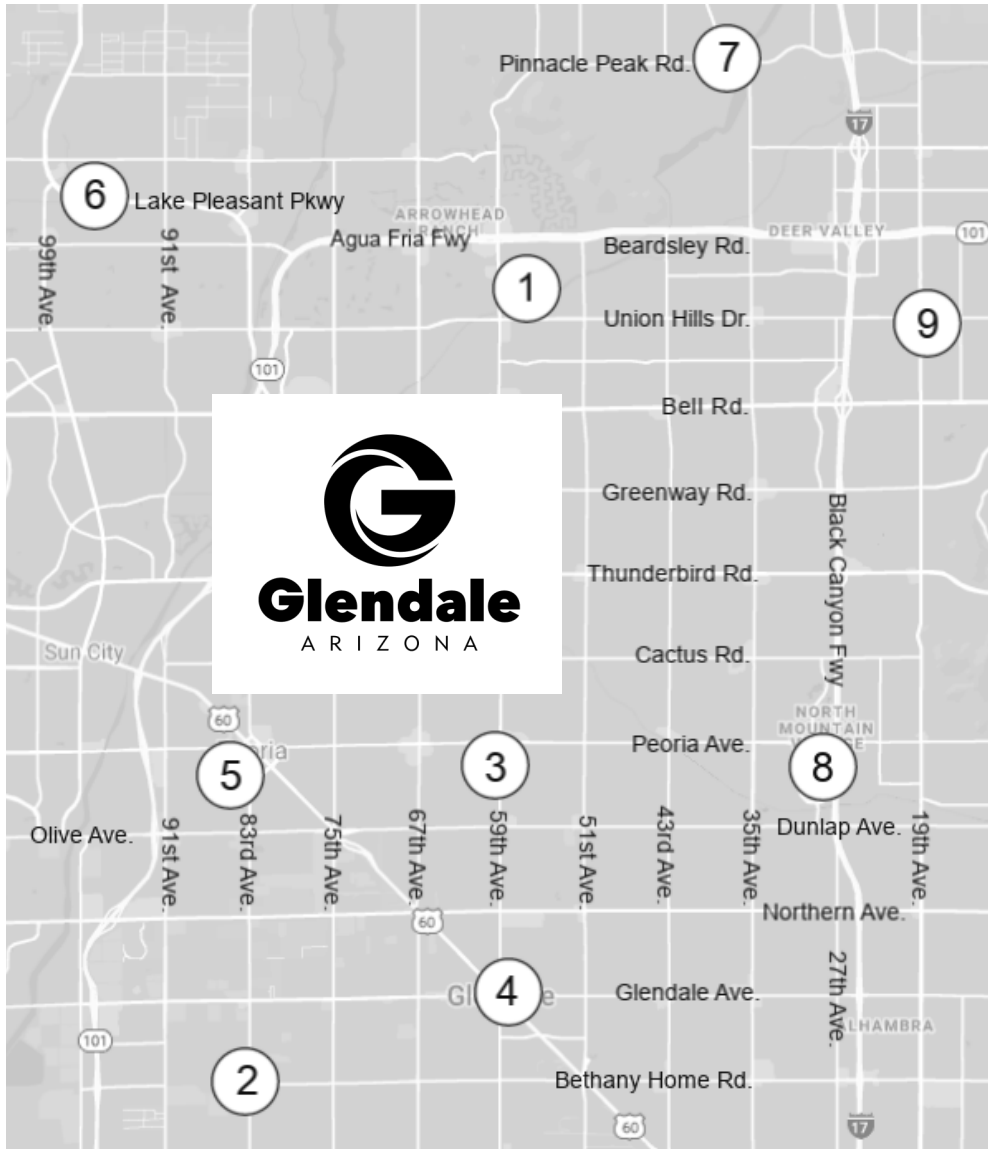 Pinnacle Peak Rd.
7
17
6
Lake Pleasant Pkwy
ARROWHEAD
RANCH
Agua Fria Fwy
Beardsley Rd.
DEER VALLEY
101
99th Ave.
91st Ave.
1
Union Hills Dr.
9
101
Bell Rd.
Greenway Rd.
Black Canyon Fwy
Glendale
ARIZONA
Thunderbird Rd.
Sun City
Cactus Rd.
60
NORTH
MOUNTAIN
5
3
Peoria Ave.
8
Olive Ave.
91st Ave.
83rd Ave.
75th Ave.
67th Ave.
59th Ave.
51st Ave.
43rd Ave.
35th Ave.
Dunlap Ave.
19th Ave.
60
Northern Ave.
4
Glendale Ave.
27th Ave.
ALHAMBRA
101
2
Bethany Home Rd.
60
17